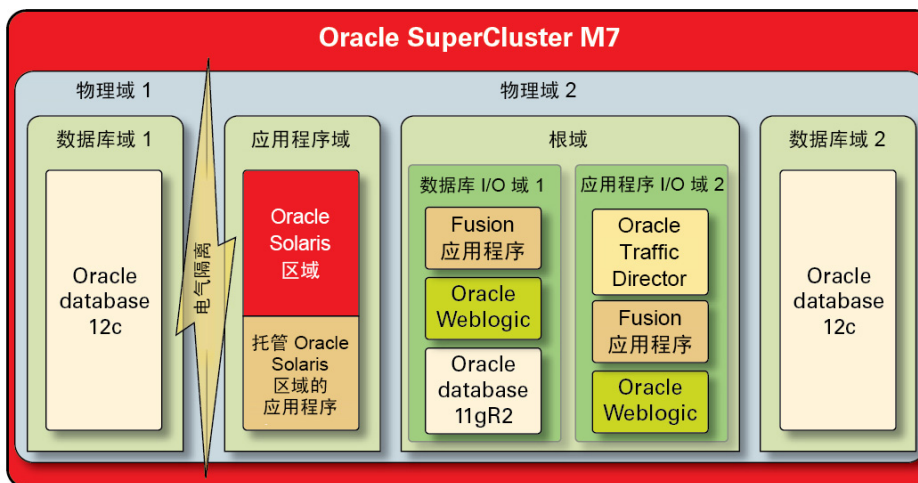 Oracle SuperCluster M7
物理域 1
物理域 2
数据库域 1
Oracle
database
12c
电气隔离
应用程序域
Oracle
Solaris
区域
托管 Oracle
Solaris
区域的
应用程序
根域
数据库 I/O 域 1
Fusion
应用程序
Oracle
Weblogic
Oracle
database
11gR2
应用程序 I/O 域 2
Oracle
Traffic
Director
Fusion
应用程序
Oracle
Weblogic
数据库域 2
Oracle
database
12c